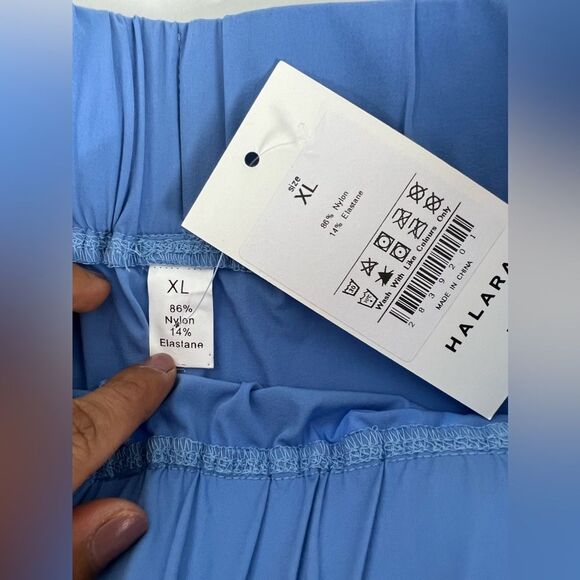 XL
86%
Nylon
14%
Elastane
size
XL
86% Nylon
14% Elastane
Wash With Like Colours Only
2839201
MADE IN CHINA
HALARA